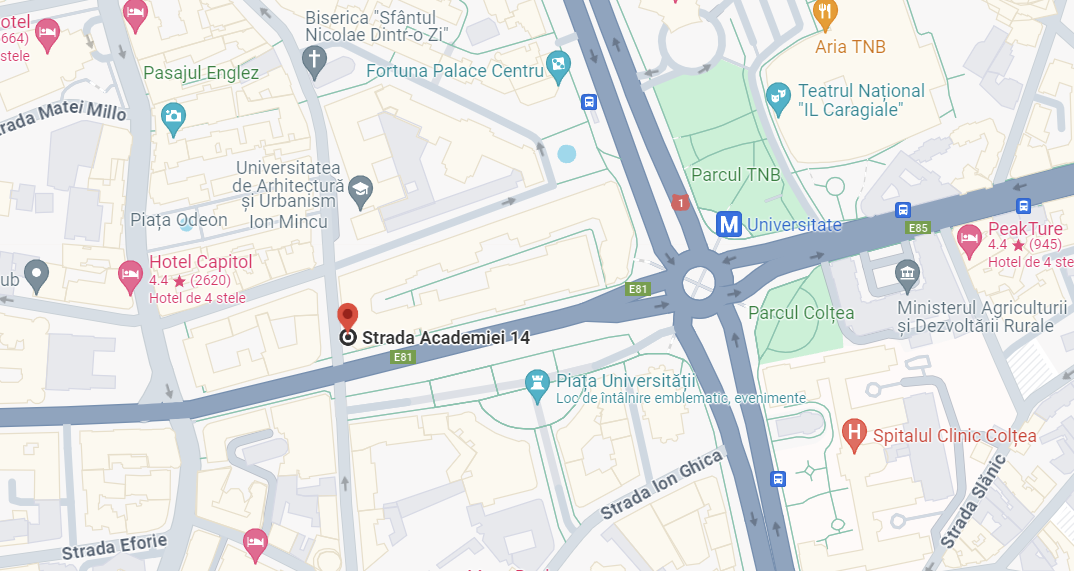 Biserica "Sfântul
Nicolae Dintr-o Zi"
Aria TNB
otel
664)
stele
Pasajul Englez
Fortuna Palace Centru
Teatrul Național
"IL Caragiale"
rada Matei Millo
Universitatea
de Arhitectură
și Urbanism
Ion Mincu
Parcul TNB
1
Piața Odeon
M Universitate
E85
PeakTure
4.4 ★ (945)
Hotel de 4 ste
Hotel Capitol
4.4 ★ (2620)
Hotel de 4 stele
ub
E81
Ministerul Agriculturii
și Dezvoltării Rurale
Parcul Colțea
Strada Academiei 14
E81
Piața Universității
Loc de întâlnire emblematic, evenimente
H Spitalul Clinic Colțea
Strada Ion Ghica
Strada Slănic
Strada Eforie